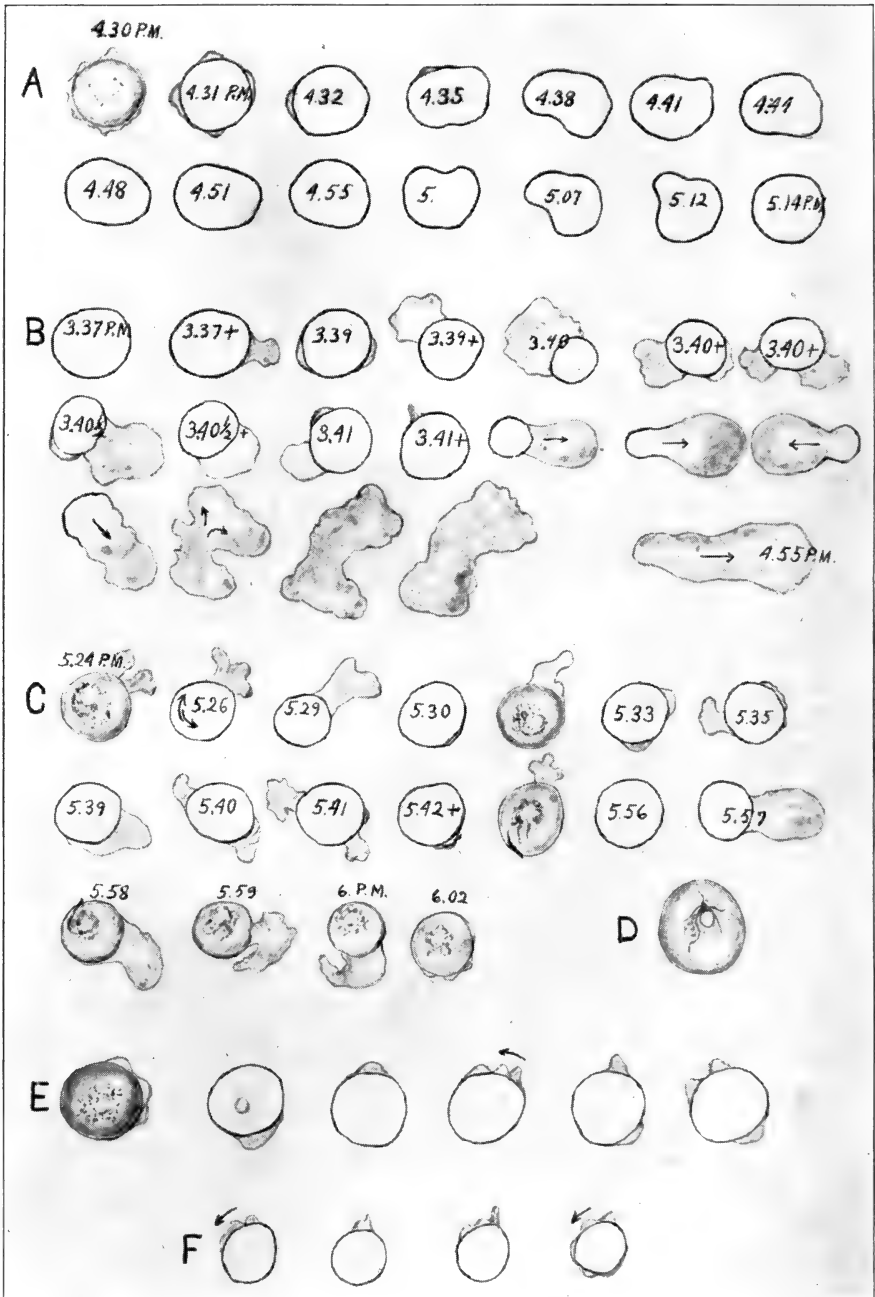 4.30 P.M.
A 4.31 P.M. 4.32 4.35 4.38 4.41 4.44
4.48 4.51 4.55 5. 5.07 5.12 5.14 P.M.
B 3.37 P.M. 3.37+ 3.39 3.39+ 3.40 3.40+ 3.40+
3.40½ 3.40½+ 3.41 3.41+
4.55 P.M.
5.24 P.M.
C 5.26 5.29 5.30 5.33 5.35
5.39 5.40 5.41 5.42+ 5.56 5.57
5.58 5.59 6. P.M. 6.02
D
E
F